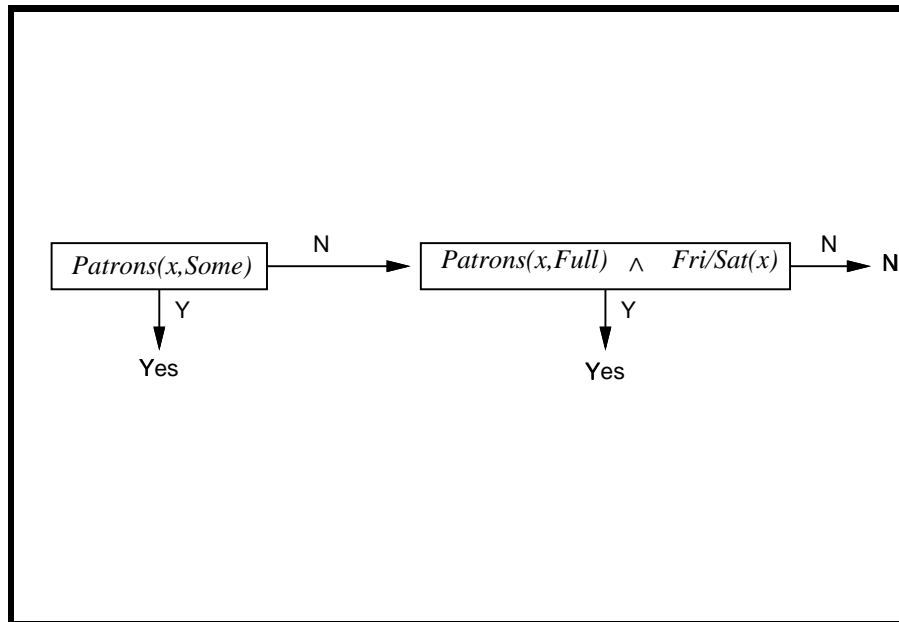 N N
Patrons(x,Some) Patrons(x,Full) ∧ Fri/Sat(x) N
Y Y
Yes Yes